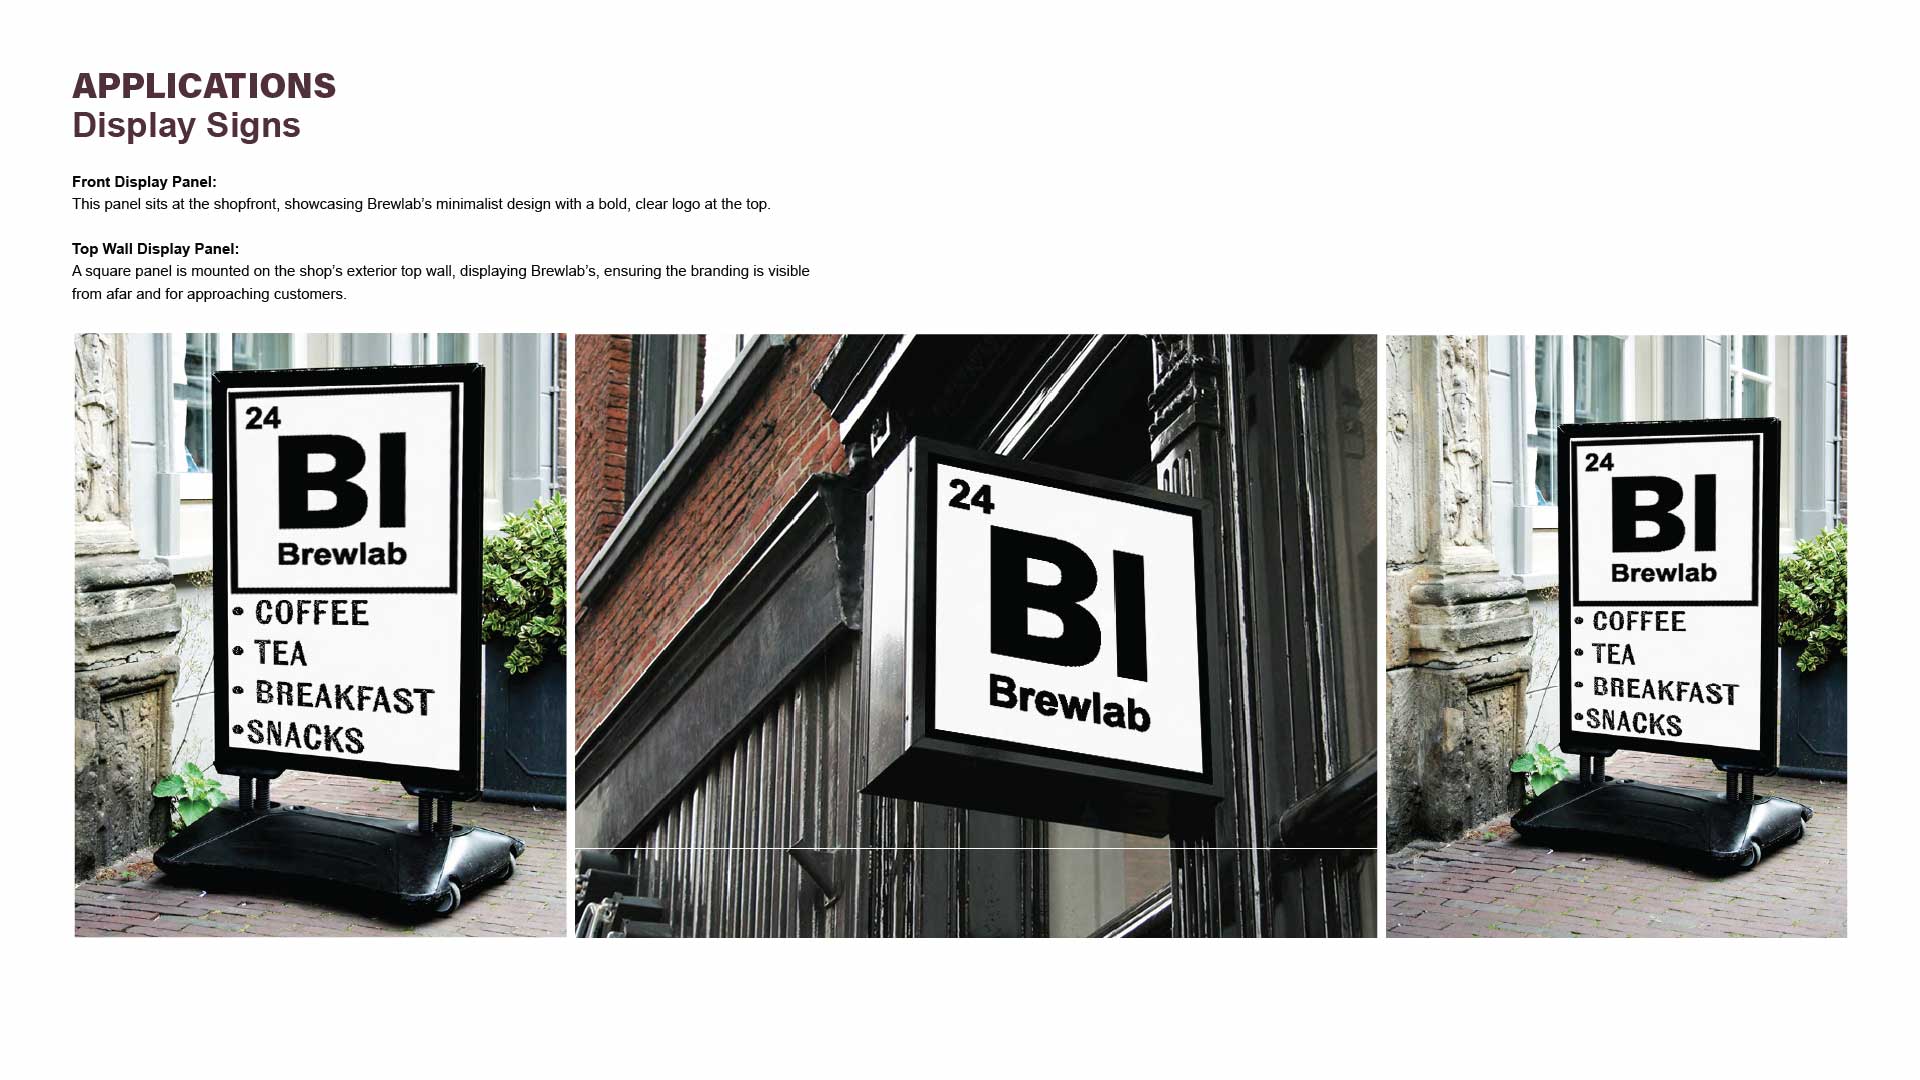 APPLICATIONS
Display Signs
Front Display Panel:
This panel sits at the shopfront, showcasing Brewlab’s minimalist design with a bold, clear logo at the top.
Top Wall Display Panel:
A square panel is mounted on the shop’s exterior top wall, displaying Brewlab’s, ensuring the branding is visible
from afar and for approaching customers.
24
Bl
Brewlab
• COFFEE
• TEA
• BREAKFAST
•SNACKS
24
Bl
Brewlab
24
Bl
Brewlab
• COFFEE
• TEA
• BREAKFAST
•SNACKS